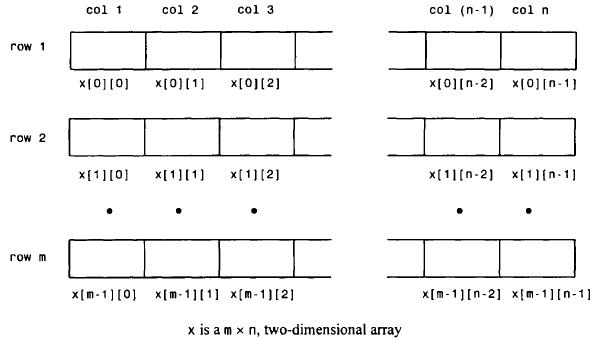 col 1 col 2 col 3 col (n-1) col n
row 1
x[0][0] x[0][1] x[0][2] x[0][n-2] x[0][n-1]
row 2
x[1][0] x[1][1] x[1][2] x[1][n-2] x[1][n-1]
row m
x[m-1][0] x[m-1][1] x[m-1][2] x[m-1][n-2] x[m-1][n-1]
x is a m × n, two-dimensional array